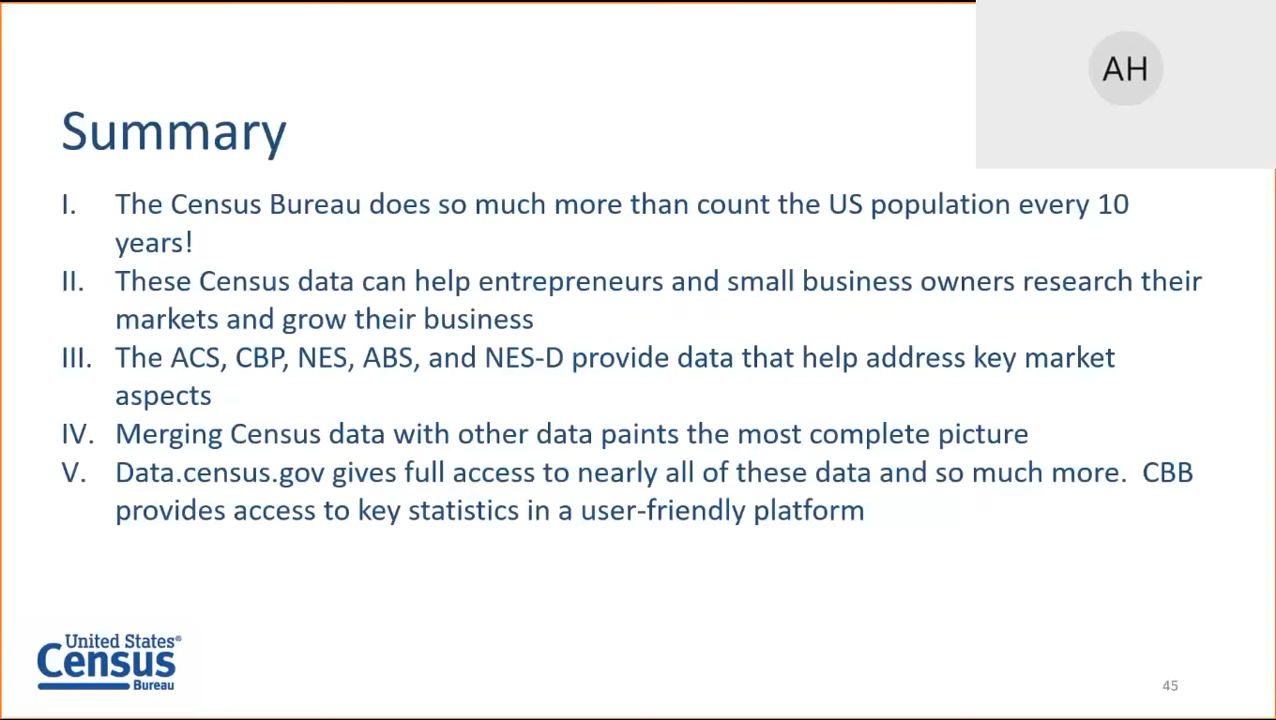 AH
Summary
I. The Census Bureau does so much more than count the US population every 10
years!
II. These Census data can help entrepreneurs and small business owners research their
markets and grow their business
III. The ACS, CBP, NES, ABS, and NES-D provide data that help address key market
aspects
IV. Merging Census data with other data paints the most complete picture
V. Data.census.gov gives full access to nearly all of these data and so much more.  CBB
provides access to key statistics in a user-friendly platform
United States®
Census
Bureau
45